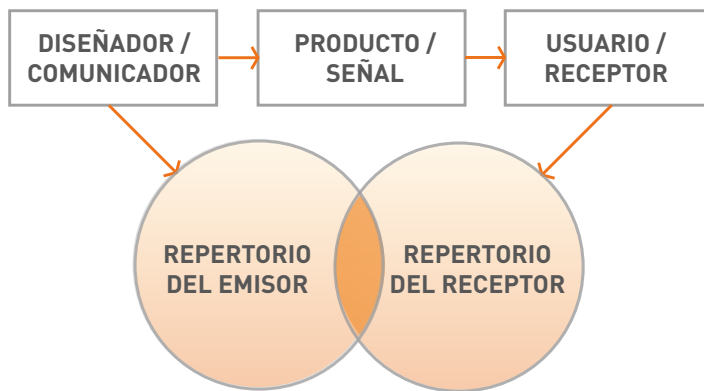 DISEÑADOR /
COMUNICADOR
PRODUCTO /
SEÑAL
USUARIO /
RECEPTOR
REPERTORIO
DEL EMISOR
REPERTORIO
DEL RECEPTOR